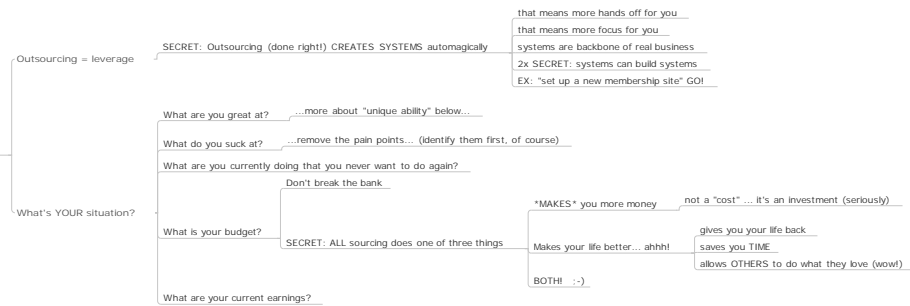 Outsourcing = leverage
SECRET: Outsourcing (done right!) CREATES SYSTEMS automagically
that means more hands off for you
that means more focus for you
systems are backbone of real business
2x SECRET: systems can build systems
EX: "set up a new membership site" GO!
What's YOUR situation?
What are you great at?
...more about "unique ability" below...
What do you suck at?
...remove the pain points... (identify them first, of course)
What are you currently doing that you never want to do again?
What is your budget?
Don't break the bank
SECRET: ALL sourcing does one of three things
*MAKES* you more money
not a "cost" ... it's an investment (seriously)
Makes your life better... ahhh!
gives you your life back
saves you TIME
allows OTHERS to do what they love (wow!)
BOTH! :-)
What are your current earnings?